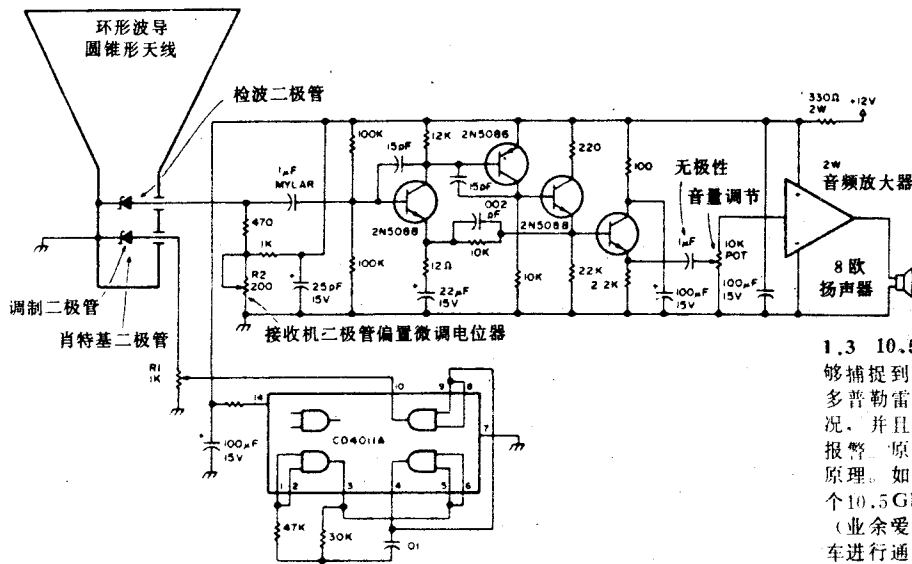 环形波导
圆锥形天线
检波二极管
调制二极管
肖特基二极管
1μF
MYLAR
470
1K
R2
200
25pF
15V
接收机二极管偏置微调电位器
100K
100K
15pF
12K
2N5086
2N5088
15pF
002
pF
10K
12Ω
22μF
15V
10K
220
2N5088
22K
100
2.2K
无极性
音量调节
1μF
100μF
15V
10K
POT
100μF
15V
330Ω
2W
+12V
2W
音频放大器
8欧
扬声器
R1
1K
100μF
15V
14
10
9
8
7
CD4011A
1
2
3
4
5
6
47K
30K
01
1.3 10.5
够捕捉到
多普勒雷
况，并且
报警 原
原理。如
个10.5G
（业余爱
车进行通